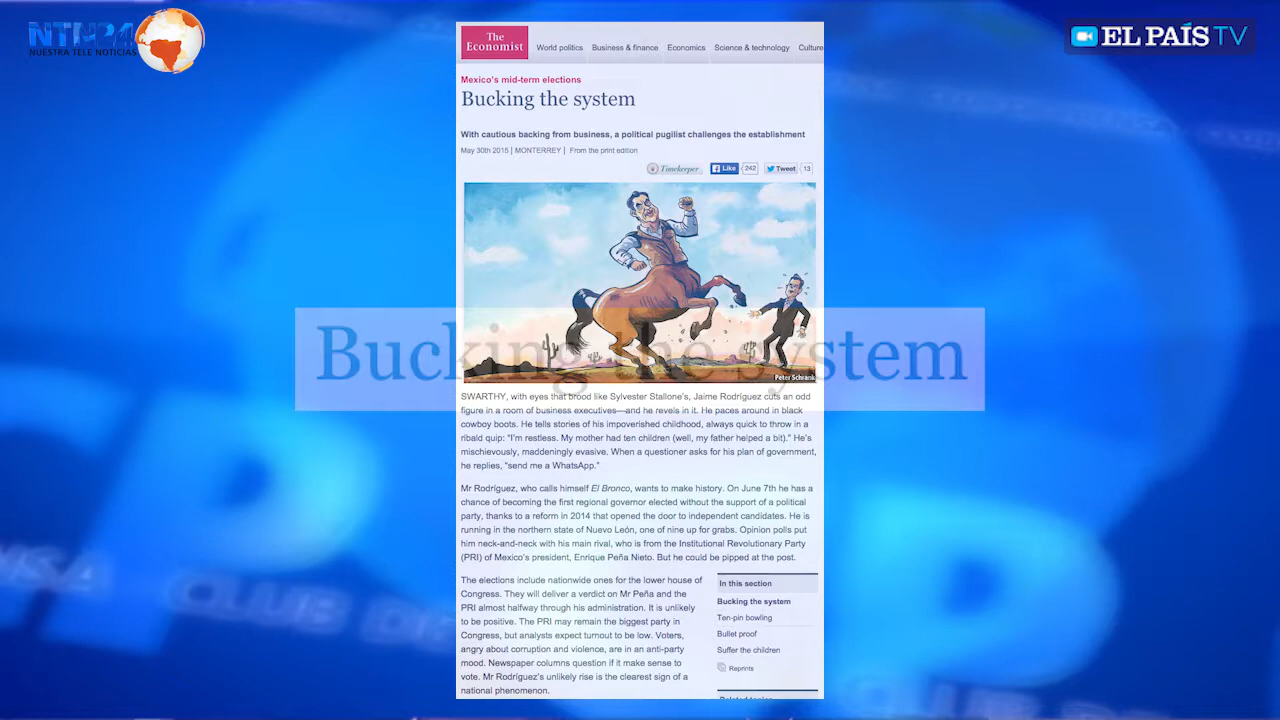 NTN24
NUESTRA TELE NOTICIAS
EL PAÍS TV
The
Economist
World politics
Business & finance
Economics
Science & technology
Culture
Mexico's mid-term elections
Bucking the system
With cautious backing from business, a political pugilist challenges the establishment
May 30th 2015 | MONTERREY | From the print edition
Timekeeper
Like
242
Tweet
13
Bucking the system
Peter Schrank
SWARTHY, with eyes that brood like Sylvester Stallone's, Jaime Rodríguez cuts an odd
figure in a room of business executives—and he revels in it. He paces around in black
cowboy boots. He tells stories of his impoverished childhood, always quick to throw in a
ribald quip: “I'm restless. My mother had ten children (well, my father helped a bit).” He's
mischievously, maddeningly evasive. When a questioner asks for his plan of government,
he replies, “send me a WhatsApp.”
Mr Rodríguez, who calls himself El Bronco, wants to make history. On June 7th he has a
chance of becoming the first regional governor elected without the support of a political
party, thanks to a reform in 2014 that opened the door to independent candidates. He is
running in the northern state of Nuevo León, one of nine up for grabs. Opinion polls put
him neck-and-neck with his main rival, who is from the Institutional Revolutionary Party
(PRI) of Mexico's president, Enrique Peña Nieto. But he could be pipped at the post.
The elections include nationwide ones for the lower house of
Congress. They will deliver a verdict on Mr Peña and the
PRI almost halfway through his administration. It is unlikely
to be positive. The PRI may remain the biggest party in
Congress, but analysts expect turnout to be low. Voters,
angry about corruption and violence, are in an anti-party
mood. Newspaper columns question if it make sense to
vote. Mr Rodríguez's unlikely rise is the clearest sign of a
national phenomenon.
In this section
Bucking the system
Ten-pin bowling
Bullet proof
Suffer the children
Reprints
CLUB DE